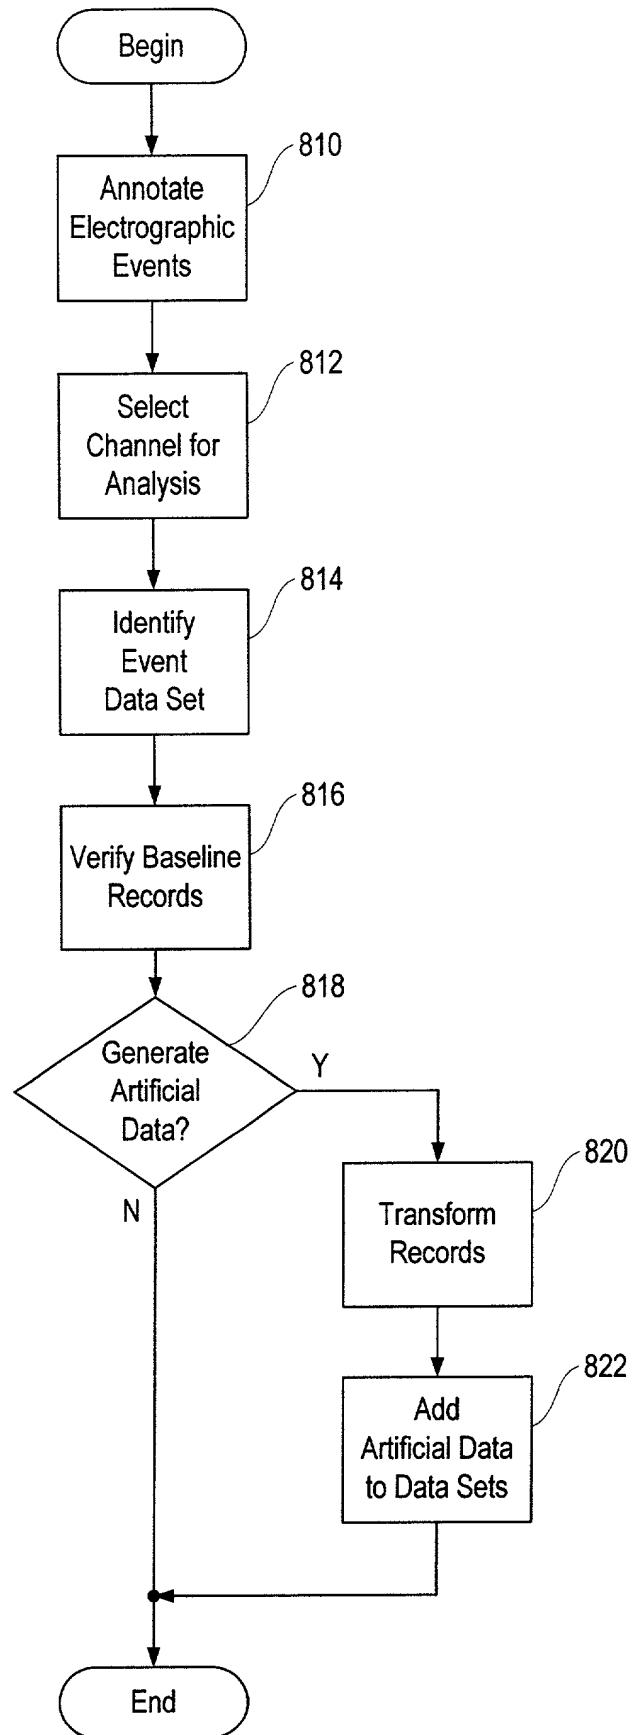 Begin
810
Annotate
Electrographic
Events
812
Select
Channel for
Analysis
814
Identify
Event
Data Set
816
Verify Baseline
Records
818
Generate
Artificial
Data?
Y
N
820
Transform
Records
822
Add
Artificial Data
to Data Sets
End